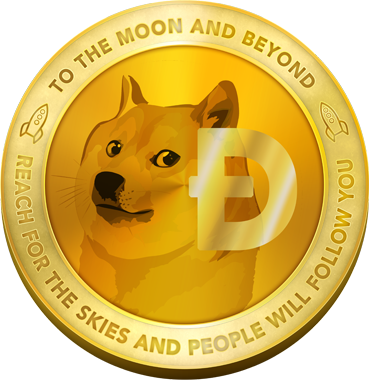 TO THE MOON AND BEYOND
Ð
REACH FOR THE SKIES AND PEOPLE WILL FOLLOW YOU